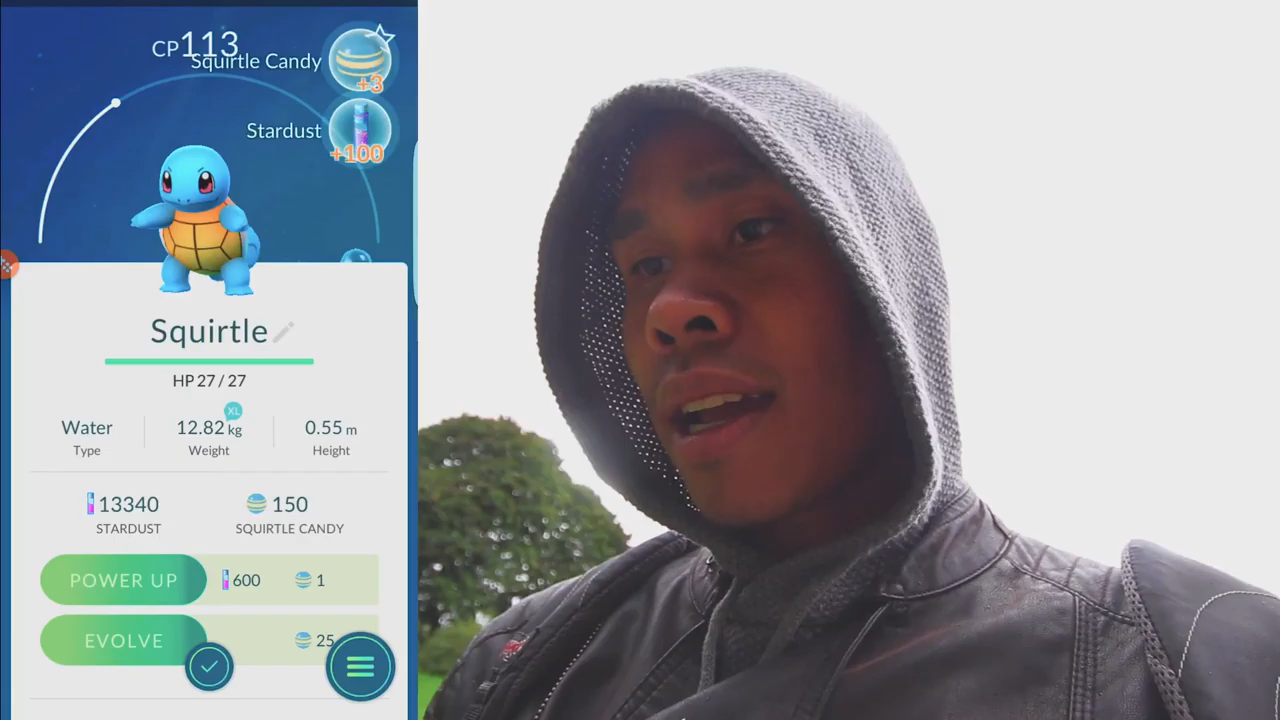 CP113
Squirtle Candy
+3
Stardust
+100
Squirtle
HP 27 / 27
XL
Water 12.82 kg 0.55 m
Type Weight Height
13340 150
STARDUST SQUIRTLE CANDY
POWER UP 600 1
EVOLVE 25